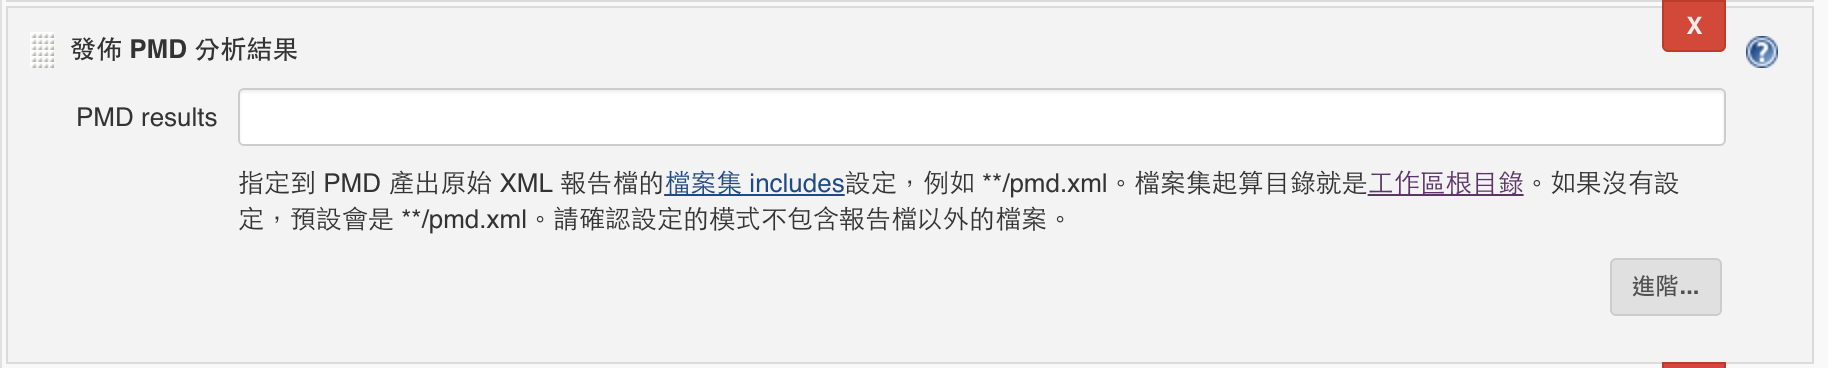 X
發佈 PMD 分析結果
PMD results
指定到 PMD 產出原始 XML 報告檔的檔案集 includes設定，例如 **/pmd.xml。檔案集起算目錄就是工作區根目錄。如果沒有設
定，預設會是 **/pmd.xml。請確認設定的模式不包含報告檔以外的檔案。
進階...